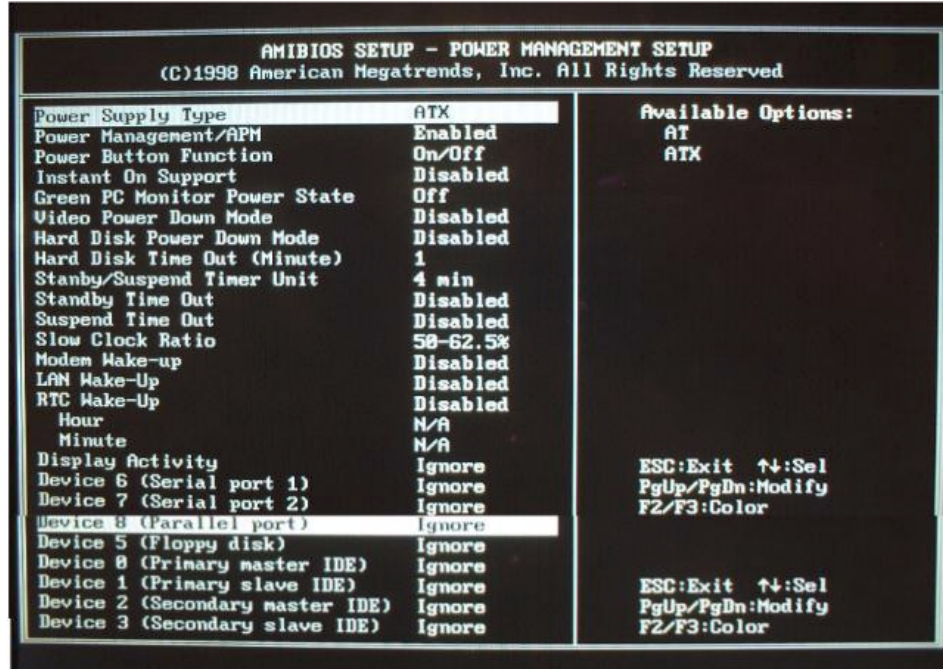 AMIBIOS SETUP - POWER MANAGEMENT SETUP
(C)1998 American Megatrends, Inc. All Rights Reserved
Power Supply Type ATX
Power Management/APM Enabled
Power Button Function On/Off
Instant On Support Disabled
Green PC Monitor Power State Off
Video Power Down Mode Disabled
Hard Disk Power Down Mode Disabled
Hard Disk Time Out (Minute) 1
Stanby/Suspend Timer Unit 4 min
Standby Time Out Disabled
Suspend Time Out Disabled
Slow Clock Ratio 50-62.5%
Modem Wake-up Disabled
LAN Wake-Up Disabled
RTC Wake-Up Disabled
Hour N/A
Minute N/A
Display Activity Ignore
Device 6 (Serial port 1) Ignore
Device 7 (Serial port 2) Ignore
Device 8 (Parallel port) Ignore
Device 5 (Floppy disk) Ignore
Device 0 (Primary master IDE) Ignore
Device 1 (Primary slave IDE) Ignore
Device 2 (Secondary master IDE) Ignore
Device 3 (Secondary slave IDE) Ignore
Available Options:
AT
ATX
ESC:Exit ↑↓:Sel
PgUp/PgDn:Modify
F2/F3:Color
ESC:Exit ↑↓:Sel
PgUp/PgDn:Modify
F2/F3:Color